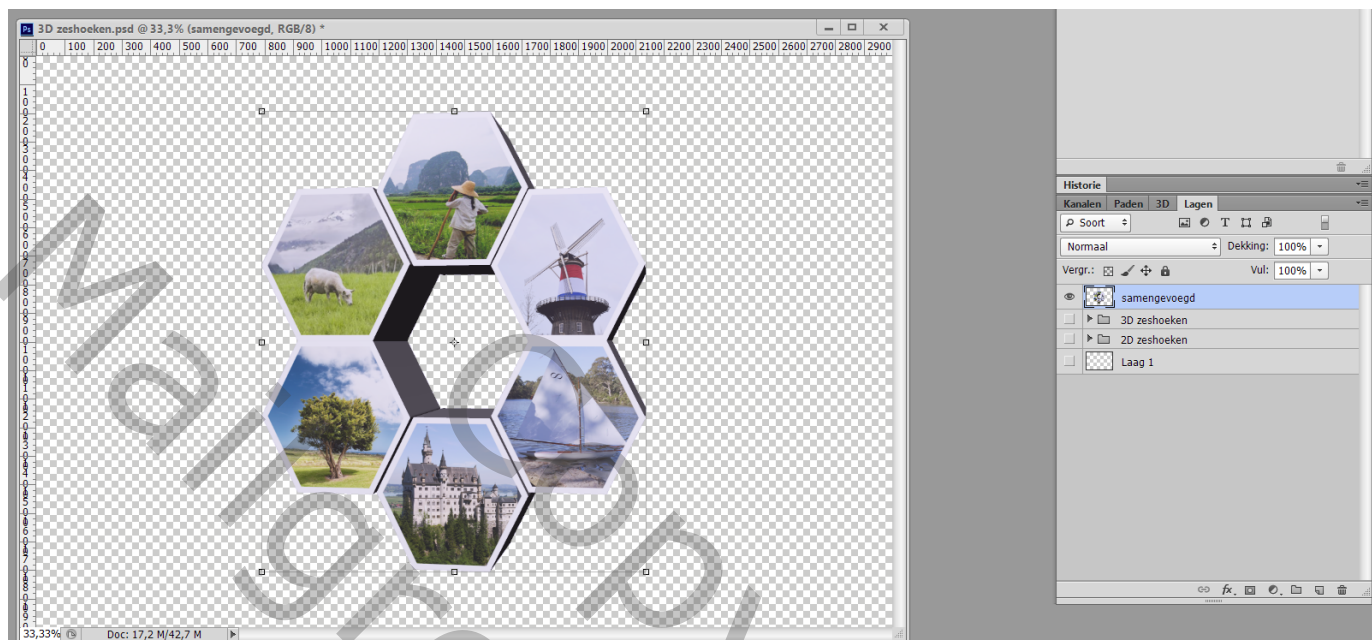 Ps 3D zeshoeken.psd @ 33,3% (samengevoegd, RGB/8) *
0 100 200 300 400 500 600 700 800 900 1000 1100 1200 1300 1400 1500 1600 1700 1800 1900 2000 2100 2200 2300 2400 2500 2600 2700 2800 2900
33,33% Doc: 17,2 M/42,7 M
Historie
Kanalen Paden 3D Lagen
Soort
Normaal Dekking: 100%
Vergr.: Vul: 100%
samengevoegd
3D zeshoeken
2D zeshoeken
Laag 1
fx
8